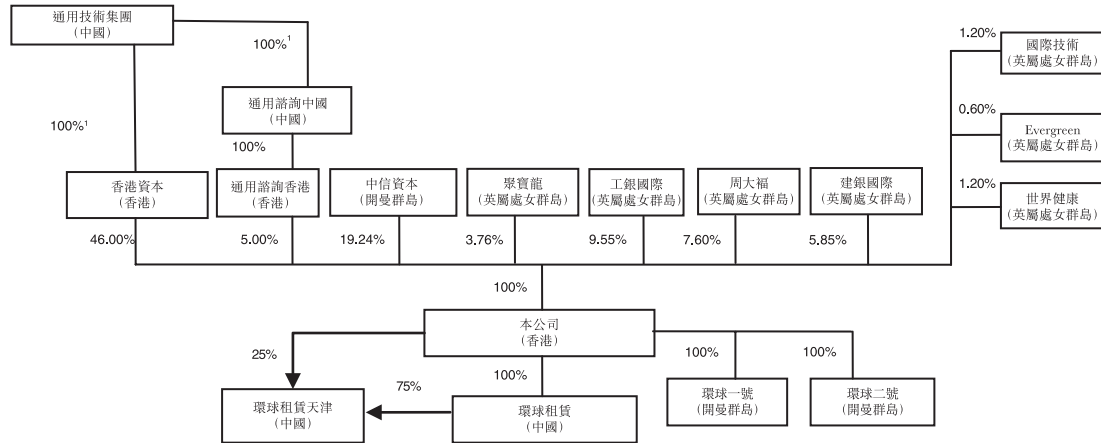 通用技術集團
(中國)
100%¹
1.20%
國際技術
(英屬處女群島)
通用諮詢中國
(中國)
100%¹
0.60%
Evergreen
(英屬處女群島)
100%
1.20%
香港資本
(香港)
通用諮詢香港
(香港)
中信資本
(開曼群島)
聚寶龍
(英屬處女群島)
工銀國際
(英屬處女群島)
周大福
(英屬處女群島)
建銀國際
(英屬處女群島)
世界健康
(英屬處女群島)
46.00%
5.00%
19.24%
3.76%
9.55%
7.60%
5.85%
100%
本公司
(香港)
25%
100%
100%
100%
75%
環球租賃天津
(中國)
環球租賃
(中國)
環球一號
(開曼群島)
環球二號
(開曼群島)